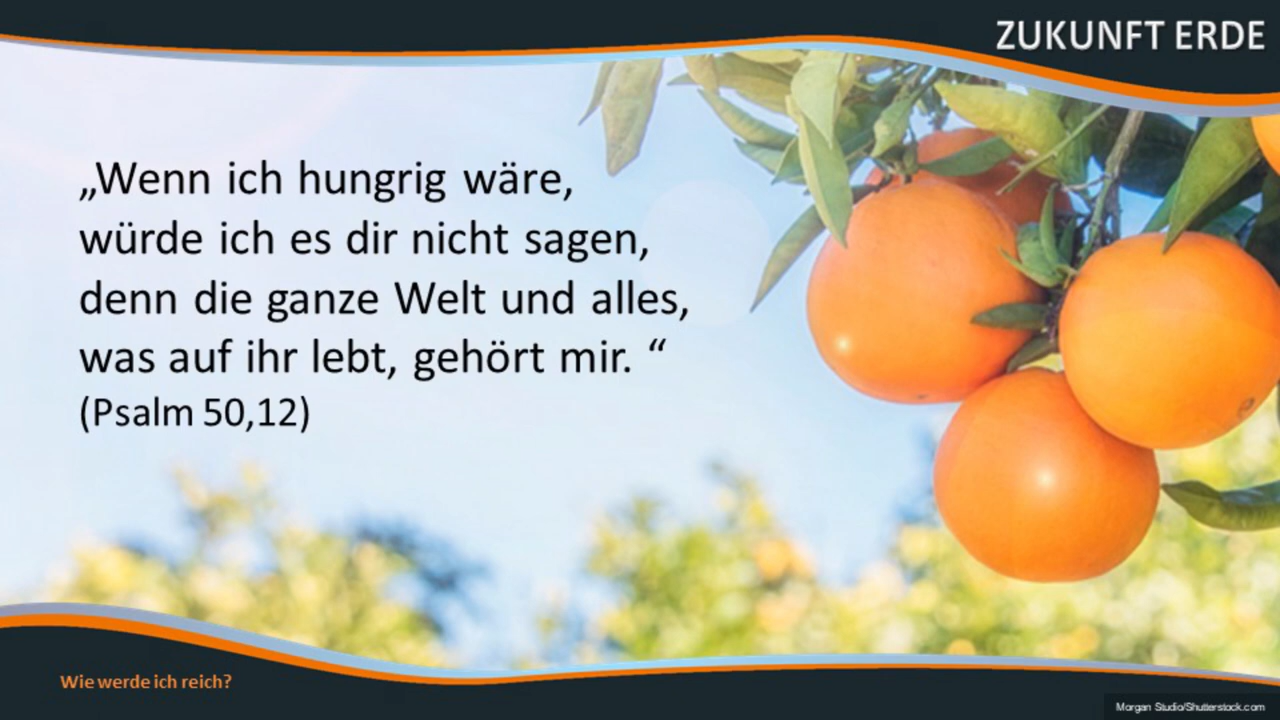 ZUKUNFT ERDE
„Wenn ich hungrig wäre,
würde ich es dir nicht sagen,
denn die ganze Welt und alles,
was auf ihr lebt, gehört mir. “
(Psalm 50,12)
Wie werde ich reich?
Morgan Studio/Shutterstock.com